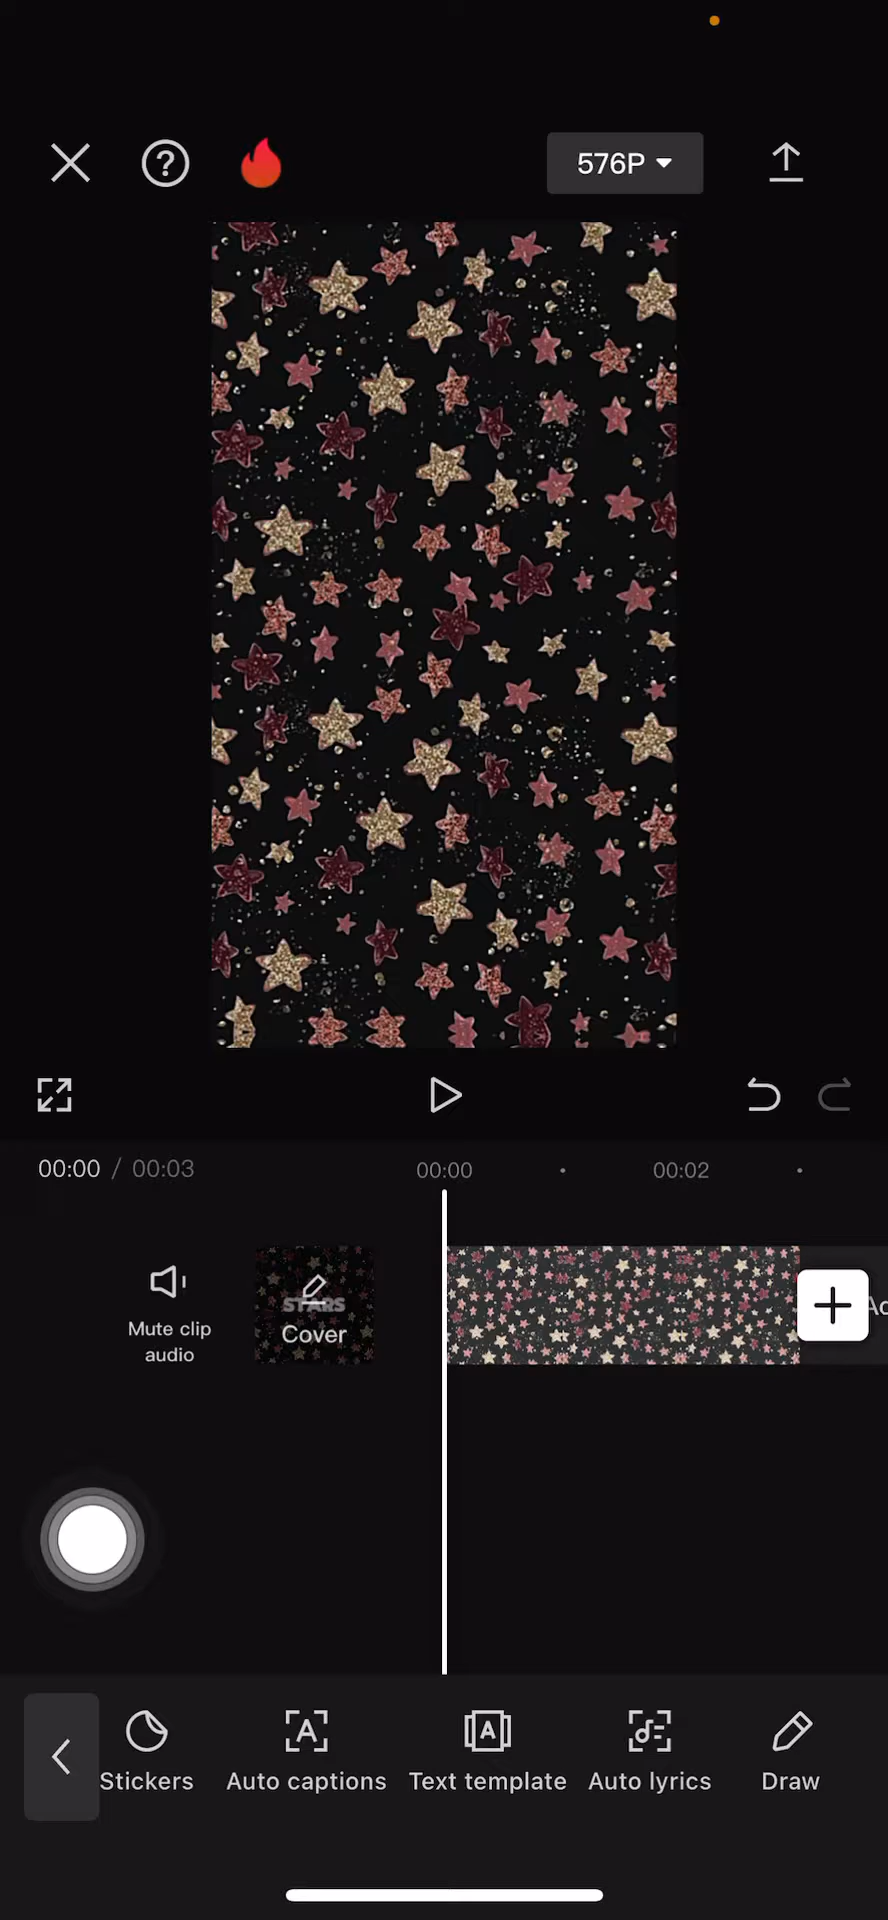 576P
00:00 / 00:03
00:00
00:02
Mute clip
audio
STARS
Cover
Stickers
Auto captions
Text template
Auto lyrics
Draw